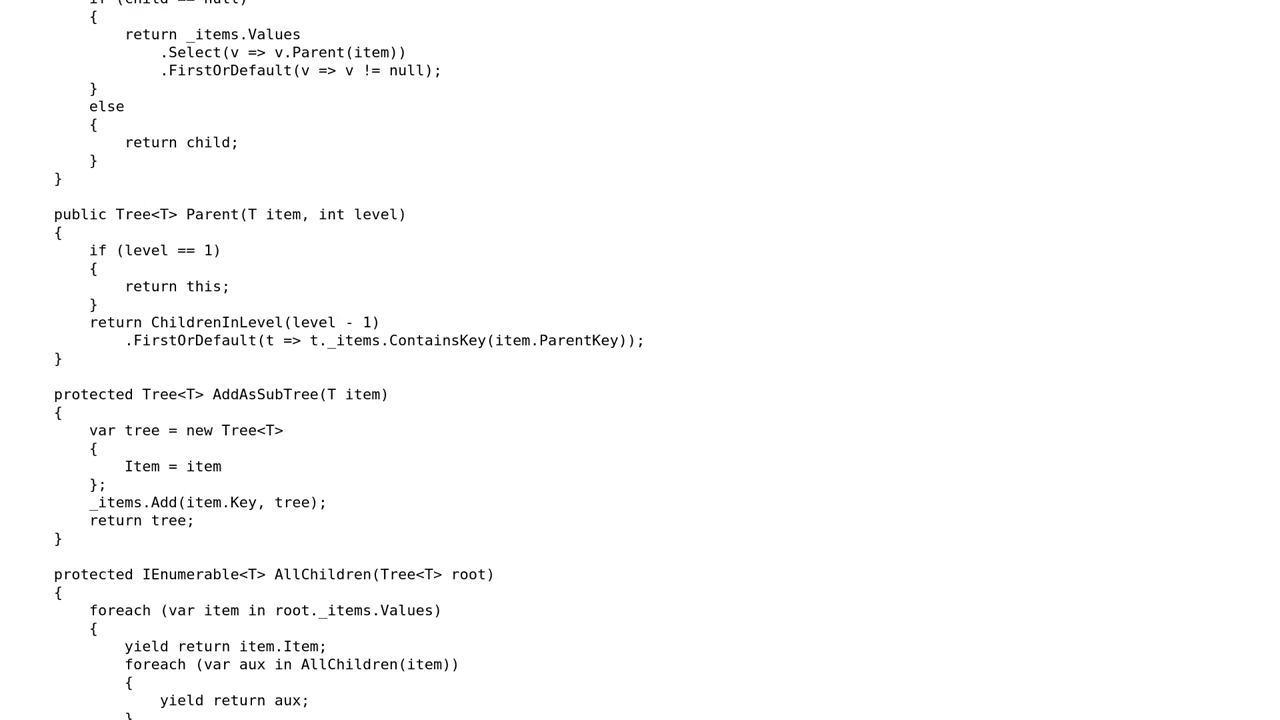 if (child == null)
{
return _items.Values
.Select(v => v.Parent(item))
.FirstOrDefault(v => v != null);
}
else
{
return child;
}
}
public Tree<T> Parent(T item, int level)
{
if (level == 1)
{
return this;
}
return ChildrenInLevel(level - 1)
.FirstOrDefault(t => t._items.ContainsKey(item.ParentKey));
}
protected Tree<T> AddAsSubTree(T item)
{
var tree = new Tree<T>
{
Item = item
};
_items.Add(item.Key, tree);
return tree;
}
protected IEnumerable<T> AllChildren(Tree<T> root)
{
foreach (var item in root._items.Values)
{
yield return item.Item;
foreach (var aux in AllChildren(item))
{
yield return aux;
}